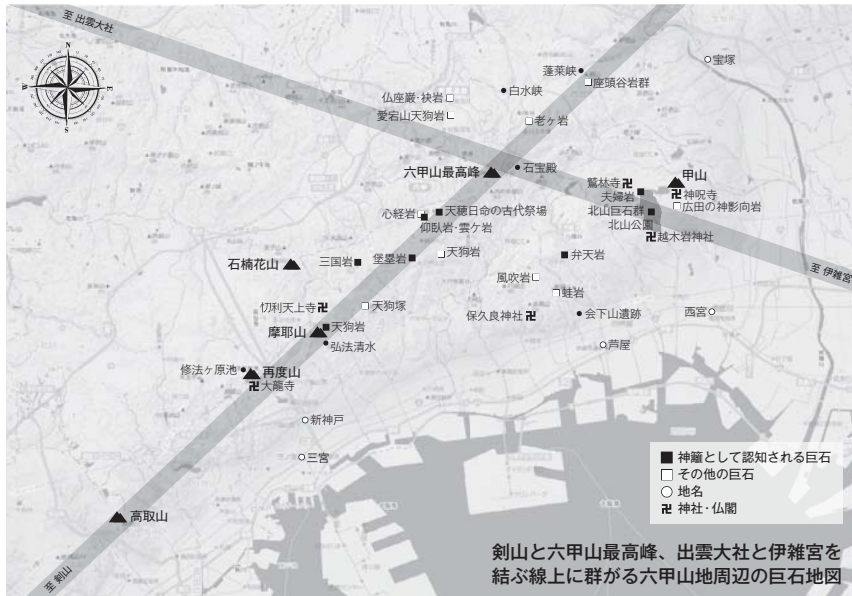 至 出雲大社
N
W
E
S
蓬莱峡
座頭谷岩群
宝塚
白水峡
仏座巌・袂岩
愛宕山天狗岩
老ヶ岩
六甲山最高峰
石宝殿
甲山
鷲林寺
神呪寺
夫婦岩
広田の神影向岩
北山巨石群
北山公園
越木岩神社
心経岩
天穂日命の古代祭場
仰臥岩・雲ケ岩
天狗岩
弁天岩
石楠花山
三国岩
堡塁岩
至 伊雑宮
風吹岩
蛙岩
忉利天上寺
天狗塚
保久良神社
会下山遺跡
西宮
摩耶山
天狗岩
弘法清水
芦屋
修法ヶ原池
再度山
大龍寺
新神戸
三宮
高取山
至 剣山
神籠として認知される巨石
その他の巨石
地名
神社・仏閣
剣山と六甲山最高峰、出雲大社と伊雑宮を
結ぶ線上に群がる六甲山地周辺の巨石地図